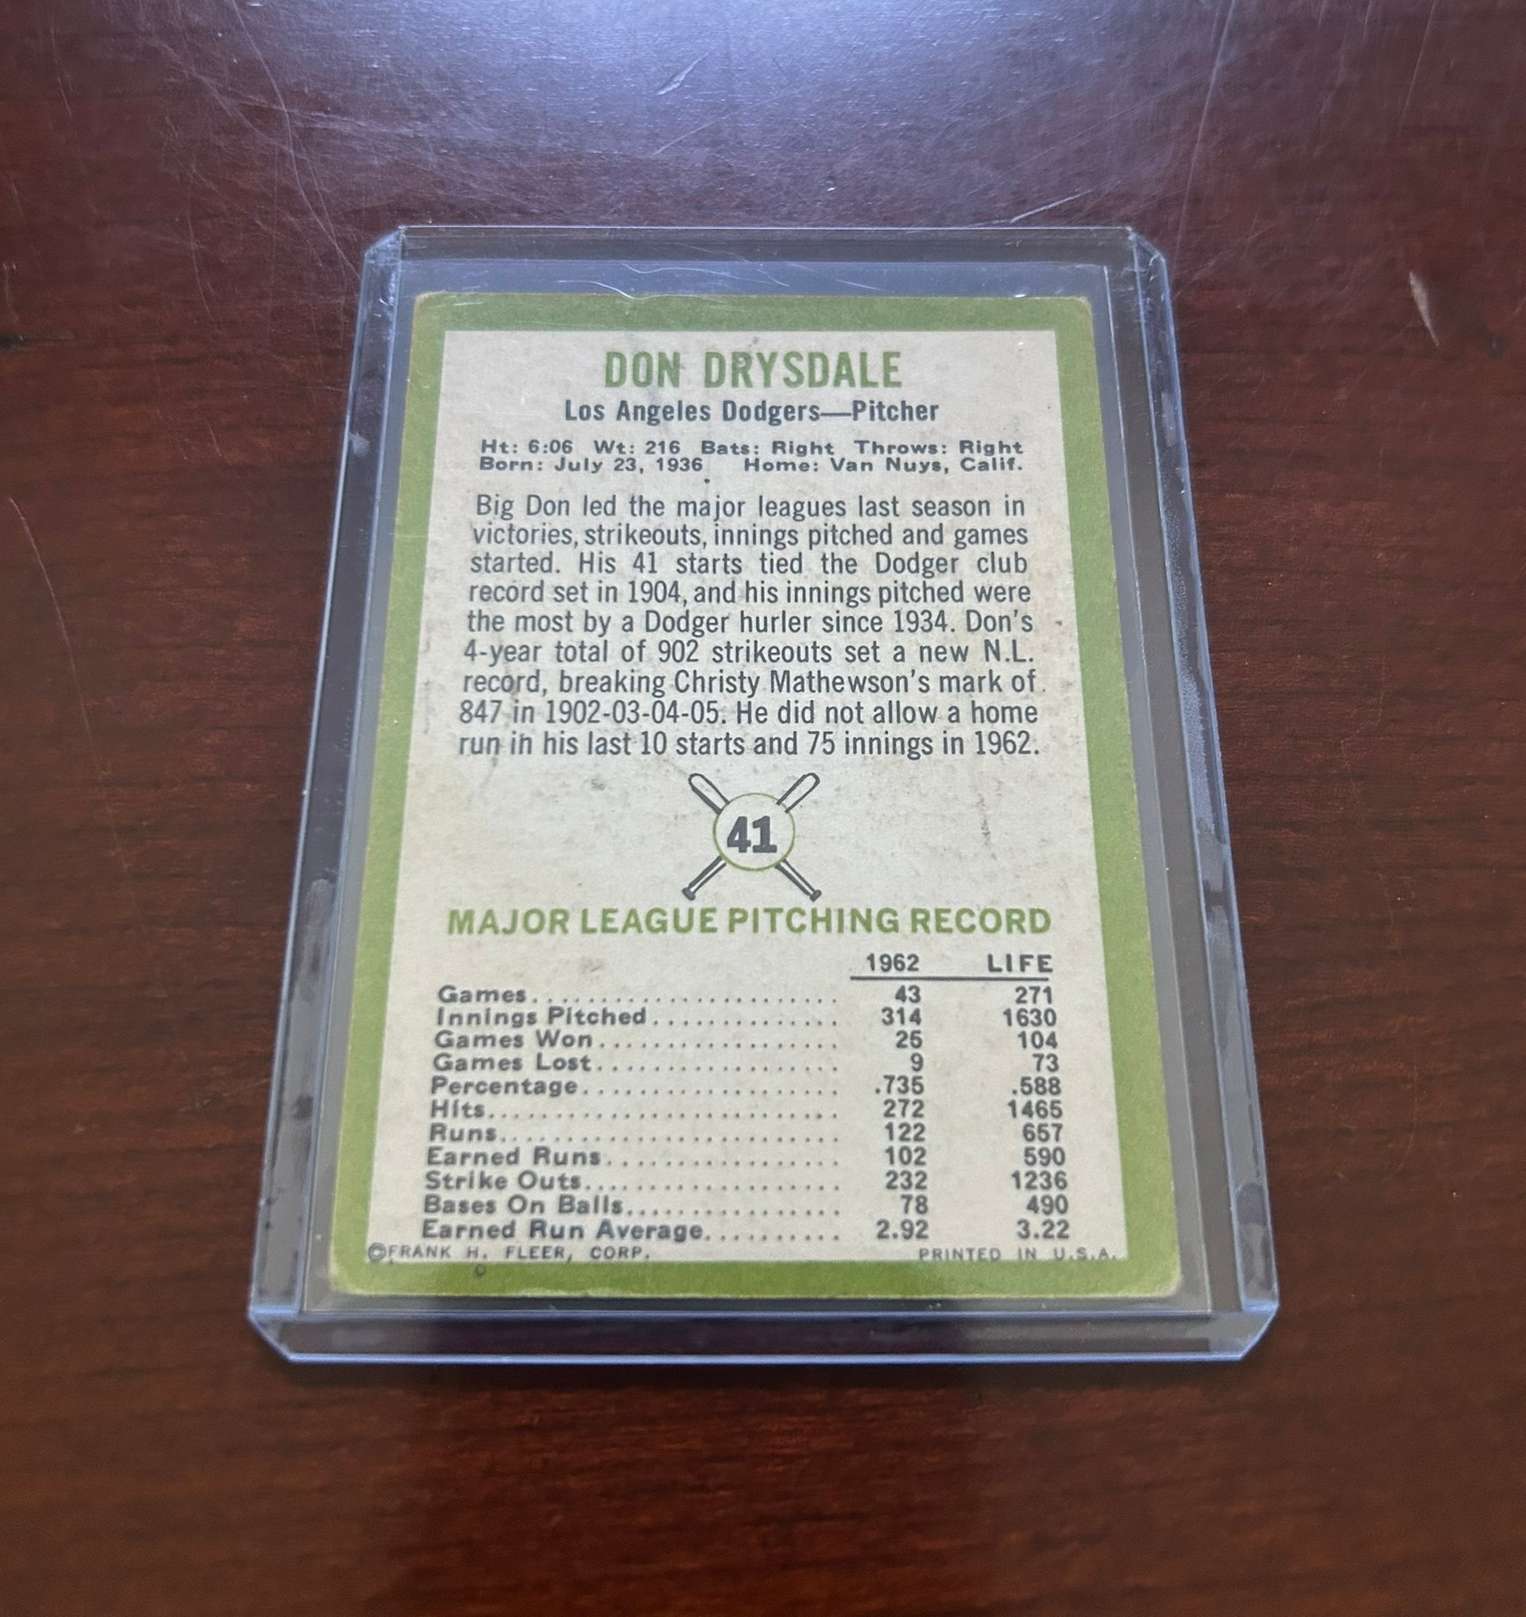 DON DRYSDALE
Los Angeles Dodgers—Pitcher
Ht: 6:06 Wt: 216 Bats: Right Throws: Right
Born: July 23, 1936 Home: Van Nuys, Calif.
Big Don led the major leagues last season in
victories, strikeouts, innings pitched and games
started. His 41 starts tied the Dodger club
record set in 1904, and his innings pitched were
the most by a Dodger hurler since 1934. Don's
4-year total of 902 strikeouts set a new N.L.
record, breaking Christy Mathewson's mark of
847 in 1902-03-04-05. He did not allow a home
run in his last 10 starts and 75 innings in 1962.
41
MAJOR LEAGUE PITCHING RECORD
1962 LIFE
Games........................ 43 271
Innings Pitched.............. 314 1630
Games Won.................. 25 104
Games Lost.................. 9 73
Percentage................... .735 .588
Hits........................... 272 1465
Runs.......................... 122 657
Earned Runs................. 102 590
Strike Outs................... 232 1236
Bases On Balls................ 78 490
Earned Run Average.......... 2.92 3.22
©FRANK H. FLEER, CORP. PRINTED IN U.S.A.